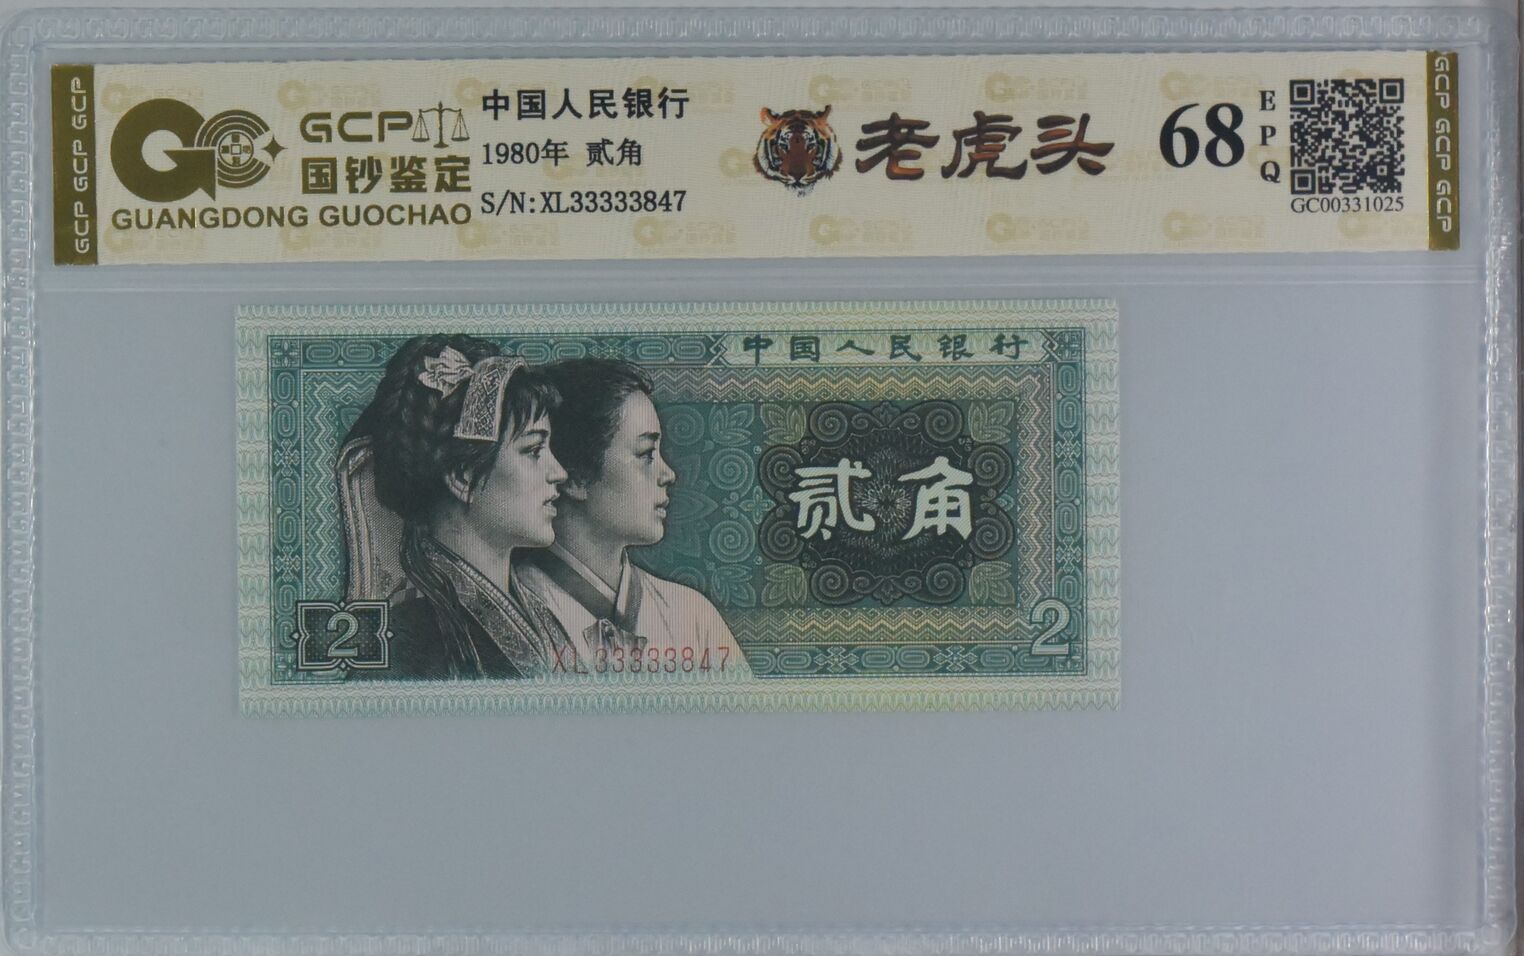 GCP GCP GCP
GCP
国钞鉴定
GUANGDONG GUOCHAO
中国人民银行
1980年 贰角
S/N:XL33333847
老虎头
68
EPQ
GC00331025
GCP GCP GCP
中国人民银行
贰角
2
2
XL33333847